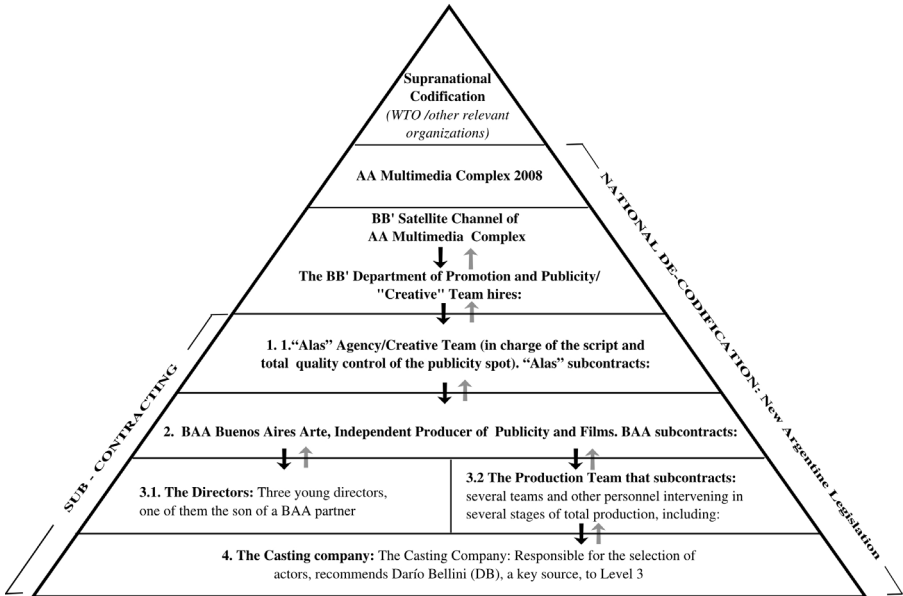 Supranational
Codification
(WTO /other relevant
organizations)
AA Multimedia Complex 2008
BB' Satellite Channel of
AA Multimedia Complex
The BB' Department of Promotion and Publicity/
"Creative" Team hires:
1. 1.“Alas” Agency/Creative Team (in charge of the script and
total quality control of the publicity spot). “Alas” subcontracts:
2. BAA Buenos Aires Arte, Independent Producer of Publicity and Films. BAA subcontracts:
3.1. The Directors: Three young directors,
one of them the son of a BAA partner
3.2 The Production Team that subcontracts:
several teams and other personnel intervening in
several stages of total production, including:
4. The Casting company: The Casting Company: Responsible for the selection of
actors, recommends Darío Bellini (DB), a key source, to Level 3
SUB - CONTRACTING
NATIONAL DE-CODIFICATION: New Argentine Legislation